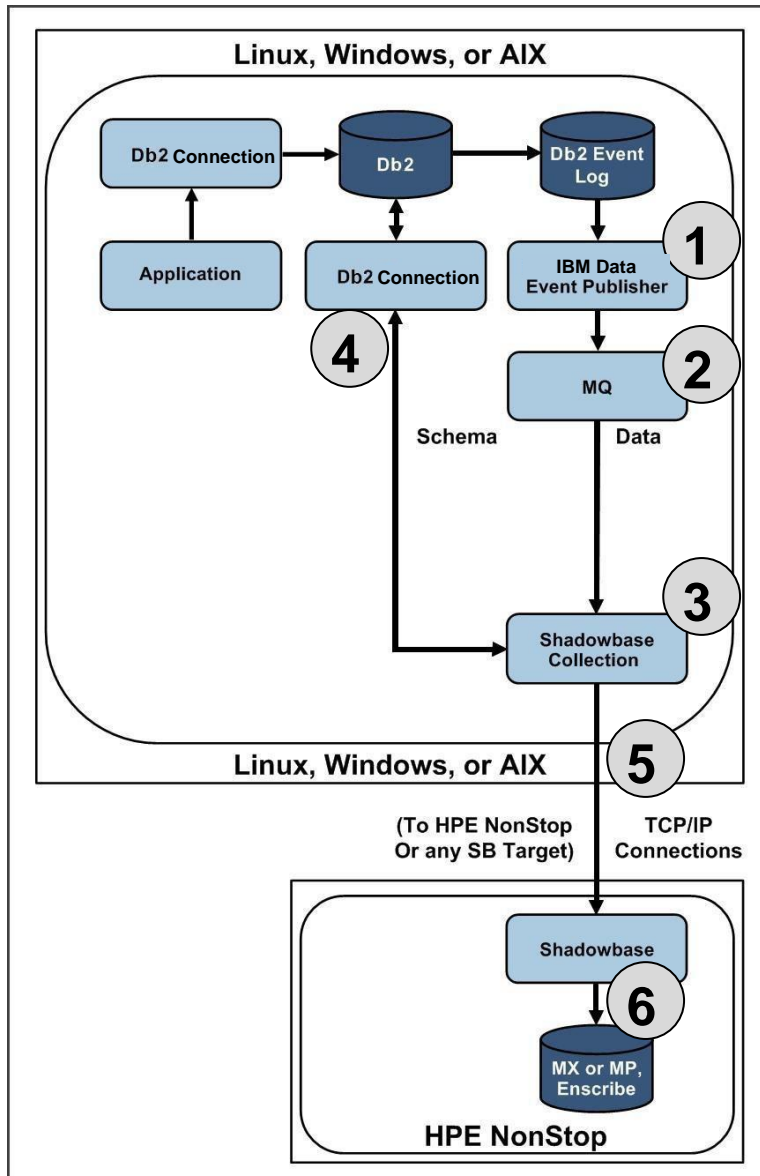 Linux, Windows, or AIX
Db2 Connection
Db2
Db2 Event
Log
Application
Db2 Connection
IBM Data
Event Publisher
1
4
MQ
2
Schema
Data
Shadowbase
Collection
3
Linux, Windows, or AIX
5
(To HPE NonStop
Or any SB Target)
TCP/IP
Connections
Shadowbase
6
MX or MP,
Enscribe
HPE NonStop